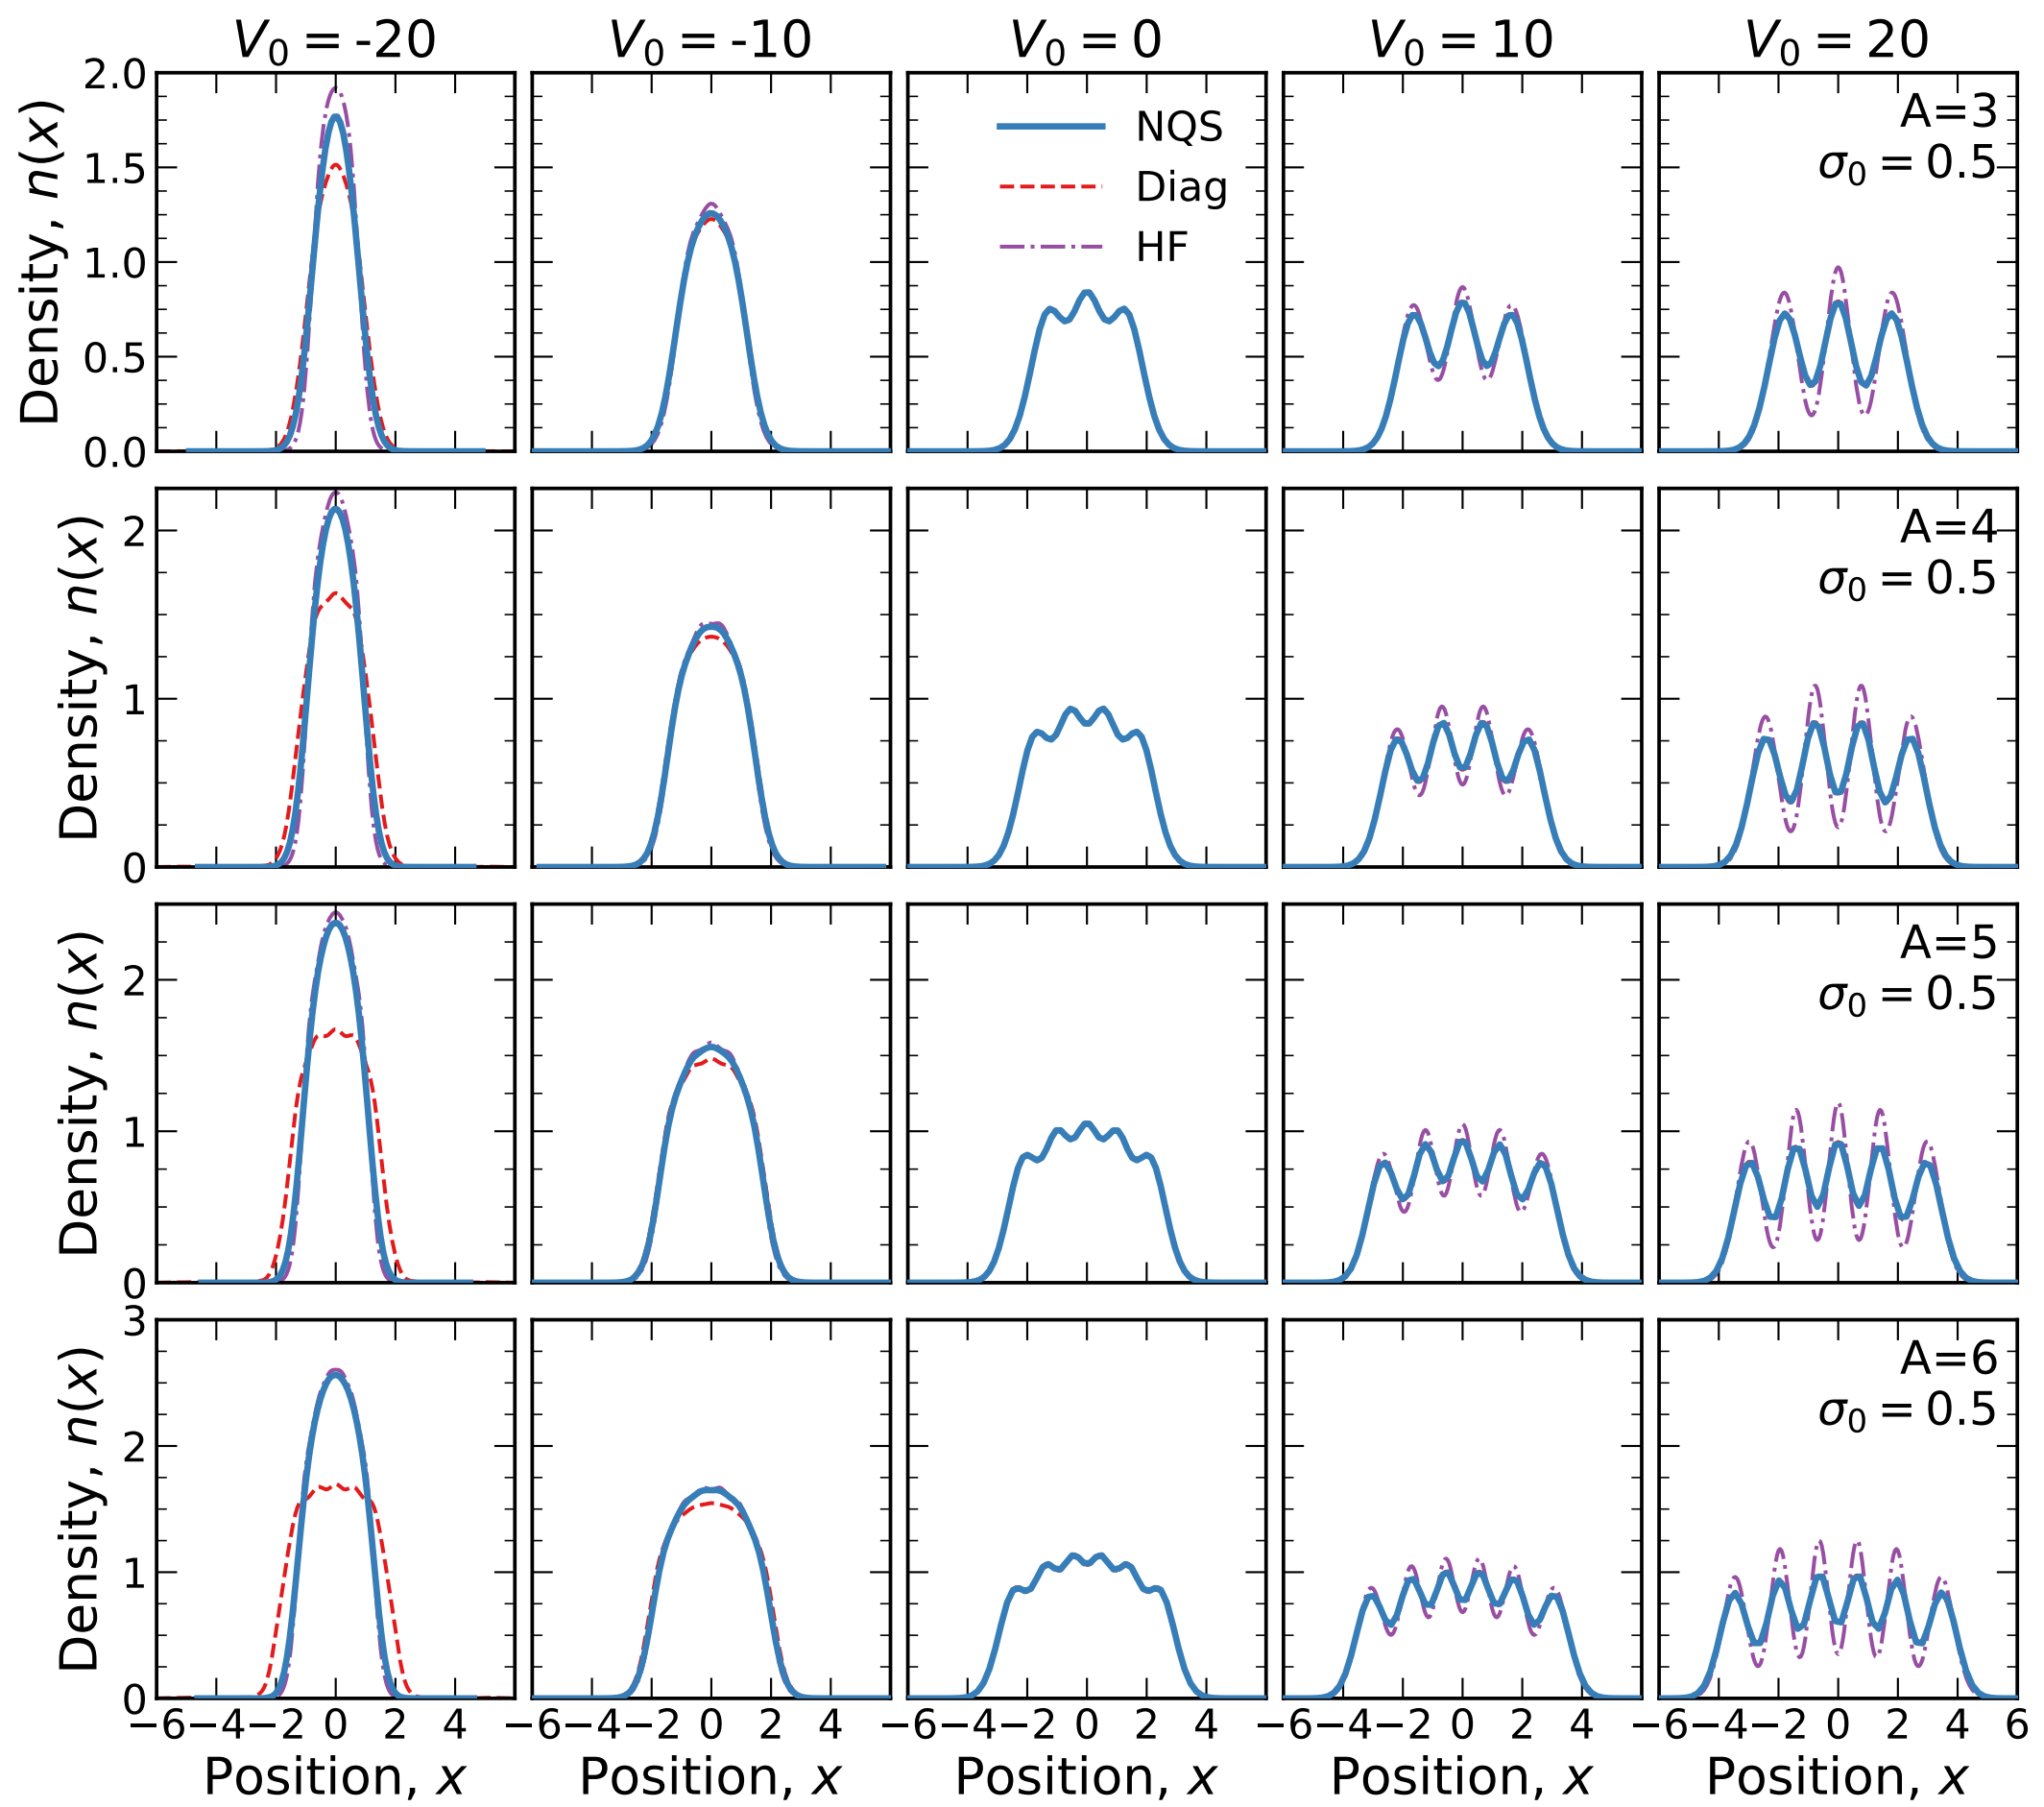 V₀ = -20 V₀ = -10 V₀ = 0 V₀ = 10 V₀ = 20
Density, n(x)
2.0
1.5
1.0
0.5
0.0
NQS
Diag
HF
A=3
σ₀ = 0.5
Density, n(x)
2
1
0
A=4
σ₀ = 0.5
Density, n(x)
2
1
0
A=5
σ₀ = 0.5
Density, n(x)
3
2
1
0
A=6
σ₀ = 0.5
−6 −4 −2 0 2 4 −6 −4 −2 0 2 4 −6 −4 −2 0 2 4 −6 −4 −2 0 2 4 −6 −4 −2 0 2 4 6
Position, x Position, x Position, x Position, x Position, x